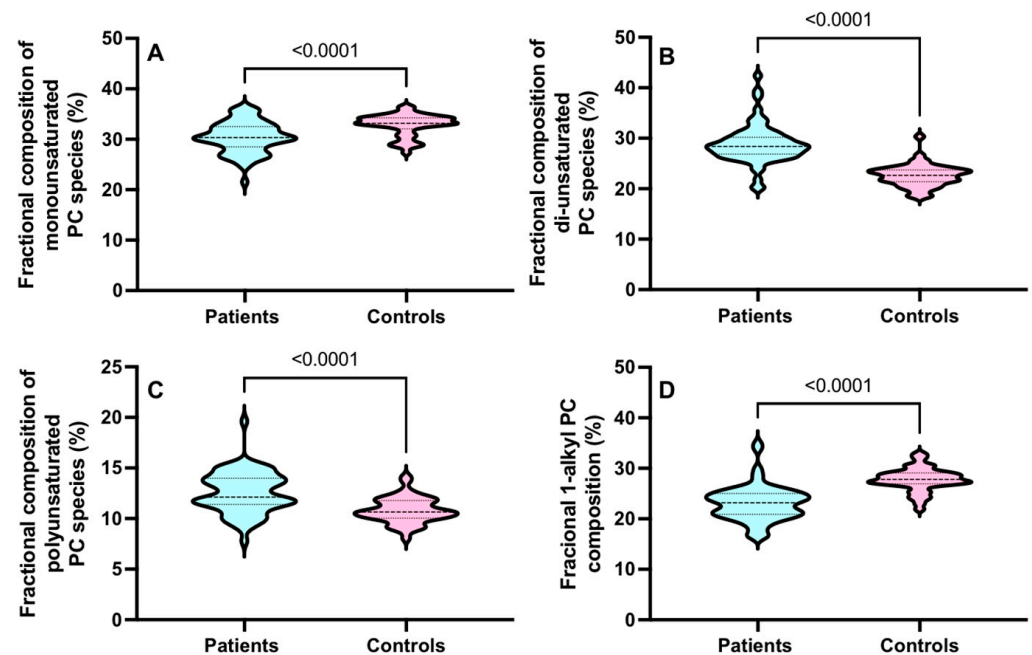 A
Fractional composition of
monounsaturated
PC species (%)
50
40
30
20
10
0
<0.0001
Patients
Controls
B
Fractional composition of
di-unsaturated
PC species (%)
50
40
30
20
10
0
<0.0001
Patients
Controls
C
Fractional composition of
polyunsaturated
PC species (%)
25
20
15
10
5
0
<0.0001
Patients
Controls
D
Fracional 1-alkyl PC
composition (%)
50
40
30
20
10
0
<0.0001
Patients
Controls